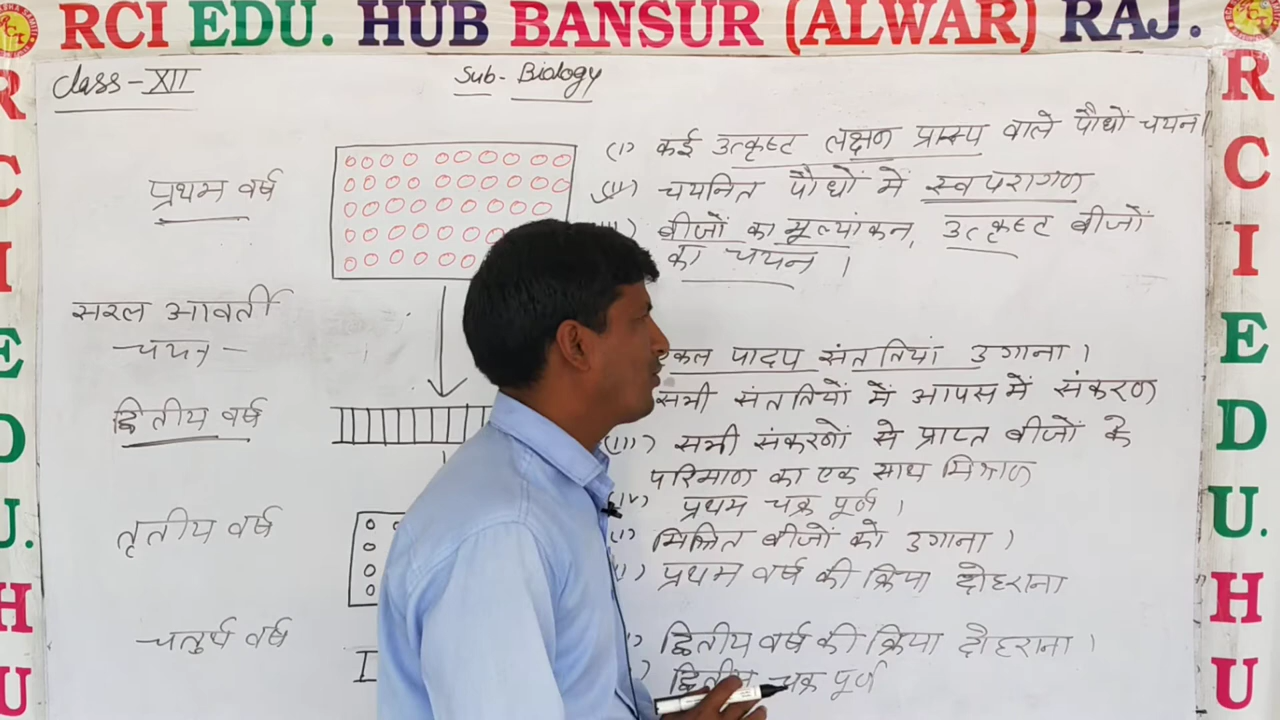 RCI EDU. HUB BANSUR (ALWAR) RAJ.
Class - XII
Sub- Biology
प्रथम वर्ष
(I) कई उत्कृष्ट लक्षण प्रारूप वाले पौधों चयन।
(II) चयनित पौधों में स्वपरागण
) बीजों का मूल्यांकन, उत्कृष्ट बीजों
का चयन ।
सरल आवर्ती
-चयन-
द्वितीय वर्ष
एकल पादप संततियां उगाना ।
सभी संततियों में आपस में संकरण
(III) सभी संकरणों से प्राप्त बीजों के
परिमाण का एक साथ मिश्रण
(IV) प्रथम चक्र पूर्ण ।
तृतीय वर्ष
(I) मिश्रित बीजों को उगाना ।
) प्रथम वर्ष की क्रिया दोहराना
चतुर्थ वर्ष
) द्वितीय वर्ष की क्रिया दोहराना ।
) द्वितीय चक्र पूर्ण
R
C
I
E
D
U.
H
U
R
C
I
E
D
U.
H
U